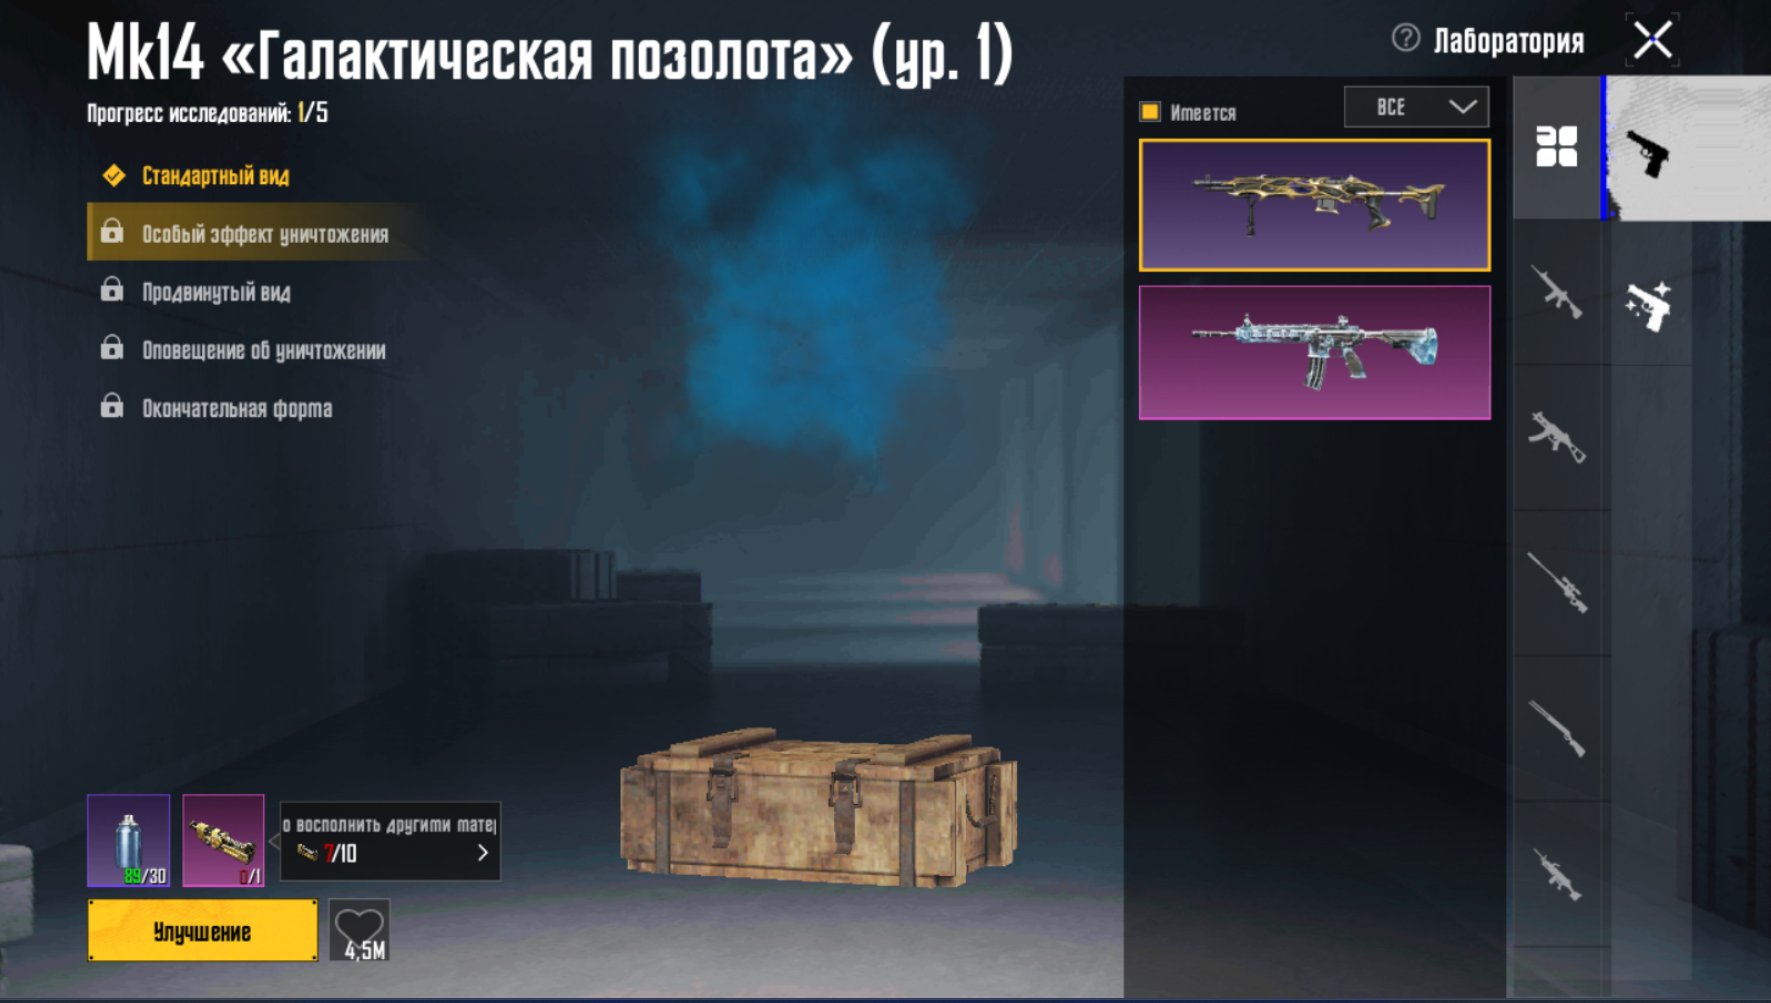 Mk14 «Галактическая позолота» (ур. 1)
Прогресс исследований: 1/5
Стандартный вид
Особый эффект уничтожения
Продвинутый вид
Оповещение об уничтожении
Окончательная форма
89/30
0/1
о восполнить другими мате
7/10
Улучшение
4,5M
? Лаборатория
Имеется
ВСЕ